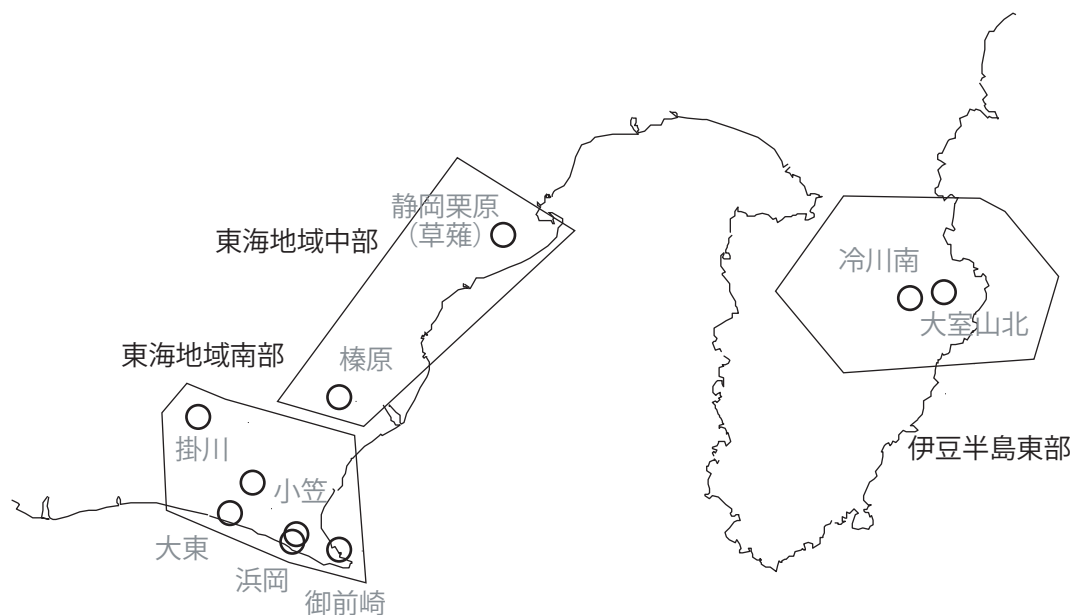 静岡栗原
（草薙）
東海地域中部
冷川南
大室山北
東海地域南部
榛原
掛川
伊豆半島東部
小笠
大東
浜岡
御前崎